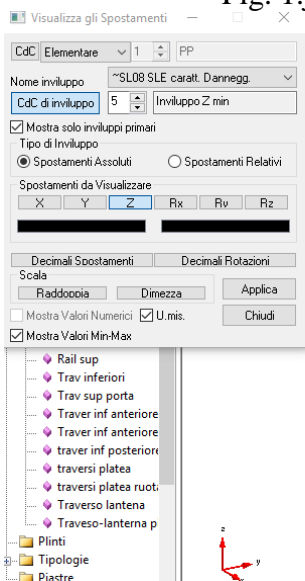 Fig. 1.
Visualizza gli Spostamenti
CdC Elementare 1 PP
Nome inviluppo ~SL08 SLE caratt. Dannegg.
CdC di inviluppo 5 Inviluppo Z min
Mostra solo inviluppi primari
Tipo di Inviluppo
Spostamenti Assoluti Spostamenti Relativi
Spostamenti da Visualizzare
X Y Z Rx Ry Rz
Decimali Spostamenti Decimali Rotazioni
Scala
Raddoppia Dimezza Applica
Mostra Valori Numerici U.mis. Chiudi
Mostra Valori Min-Max
Rail sup
Trav inferiori
Trav sup porta
Traver inf anteriore
Traver inf anteriore
traver inf posteriore
traversi platea
traversi platea ruota
Traverso lantena
Traveso-lanterna p
Plinti
Tipologie
Piastre
z
y